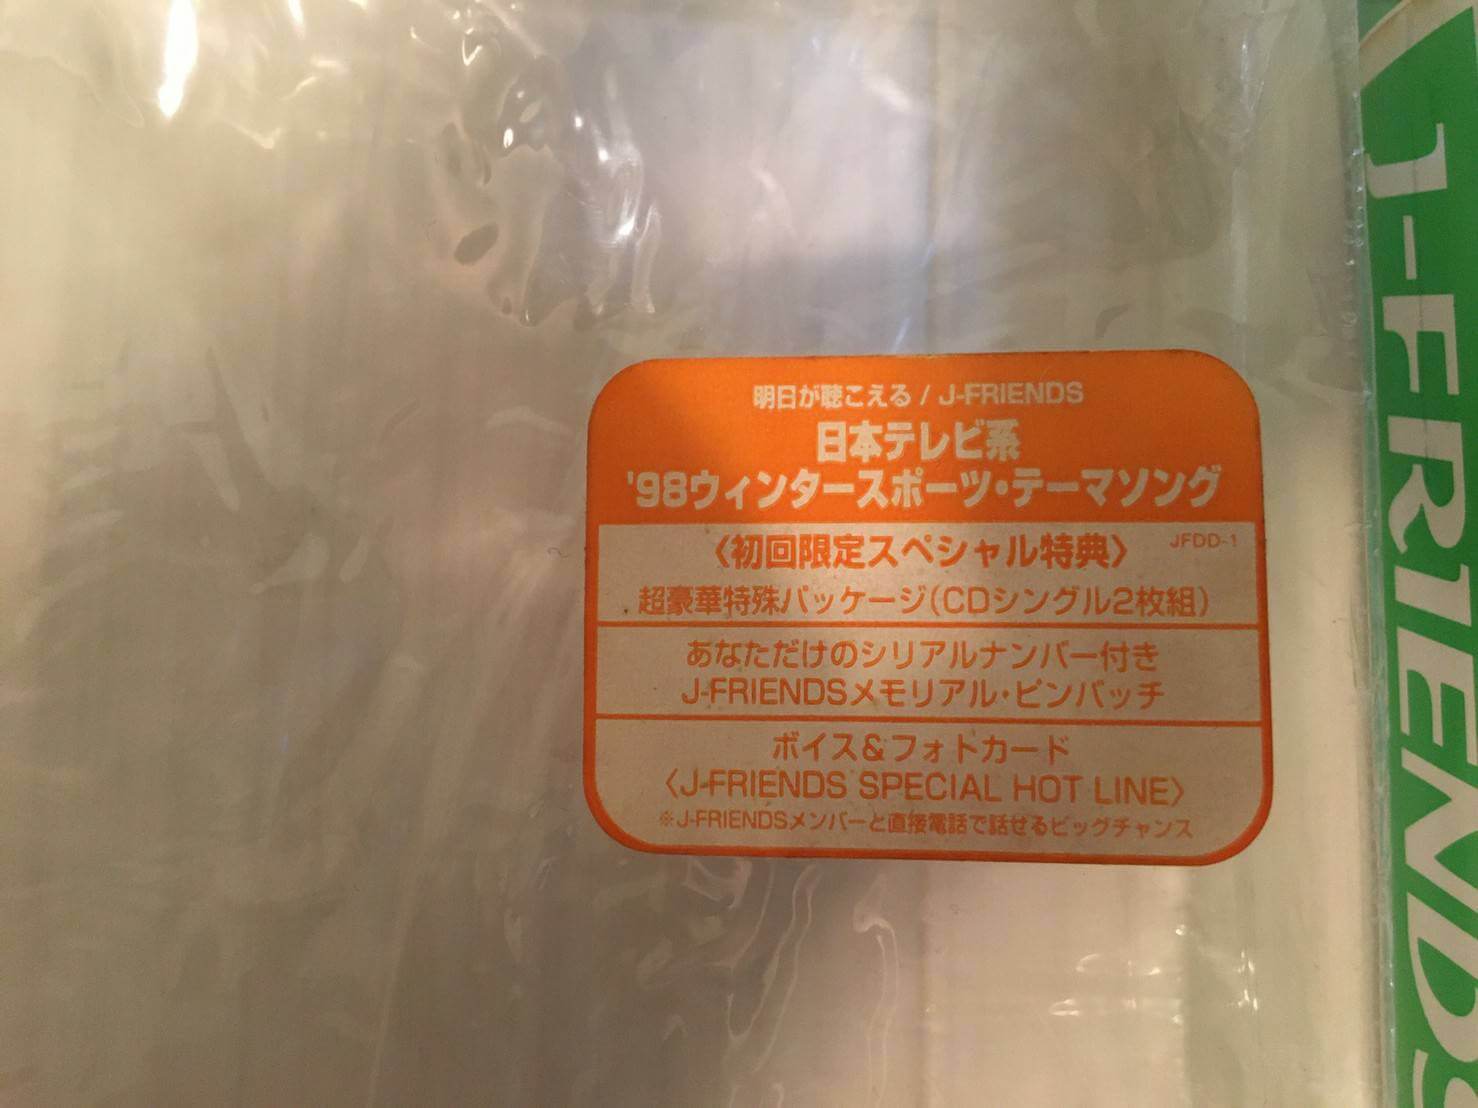 明日が聴こえる / J-FRIENDS
日本テレビ系
'98ウィンタースポーツ・テーマソング
〈初回限定スペシャル特典〉 JFDD-1
超豪華特殊パッケージ(CDシングル2枚組)
あなただけのシリアルナンバー付き
J-FRIENDSメモリアル・ピンバッチ
ボイス&フォトカード
〈J-FRIENDS SPECIAL HOT LINE〉
※J-FRIENDSメンバーと直接電話で話せるビッグチャンス
J-FRIENDS